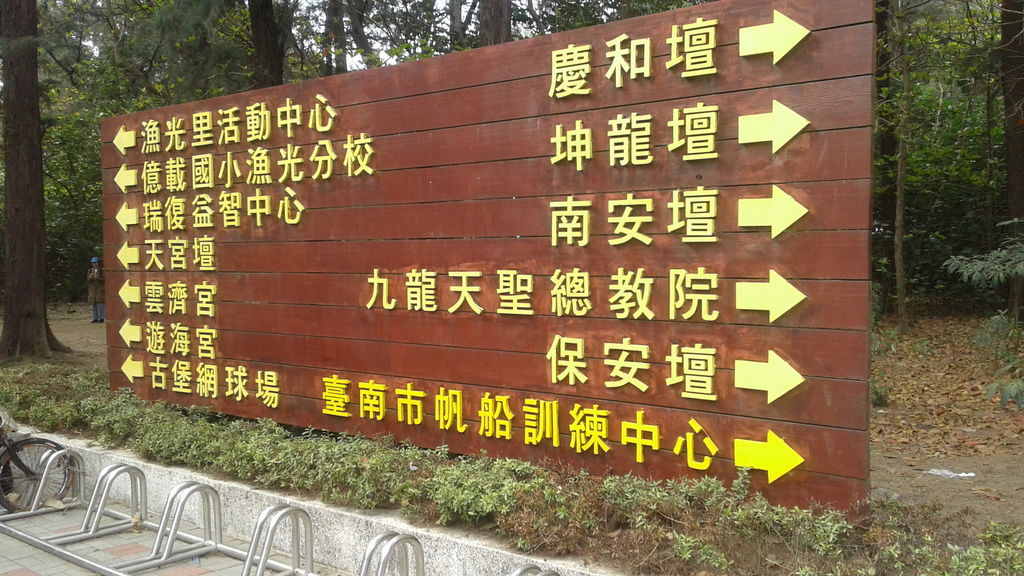 漁光里活動中心
億載國小漁光分校
瑞復益智中心
天宮壇
雲濟宮
遊海宮
古堡網球場
慶和壇
坤龍壇
南安壇
九龍天聖總教院
保安壇
臺南市帆船訓練中心